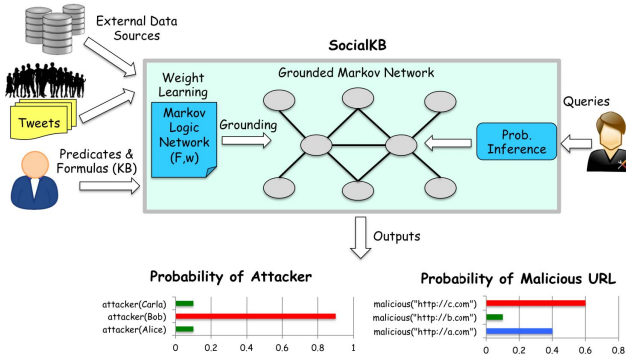 External Data
Sources
SocialKB
Tweets
Predicates &
Formulas (KB)
Weight
Learning
Markov
Logic
Network
(F,w)
Grounding
Grounded Markov Network
Prob.
Inference
Queries
Outputs
Probability of Attacker
attacker(Carla)
attacker(Bob)
attacker(Alice)
0 0.2 0.4 0.6 0.8 1
Probability of Malicious URL
malicious("http://c.com")
malicious("http://b.com")
malicious("http://a.com")
0 0.2 0.4 0.6 0.8